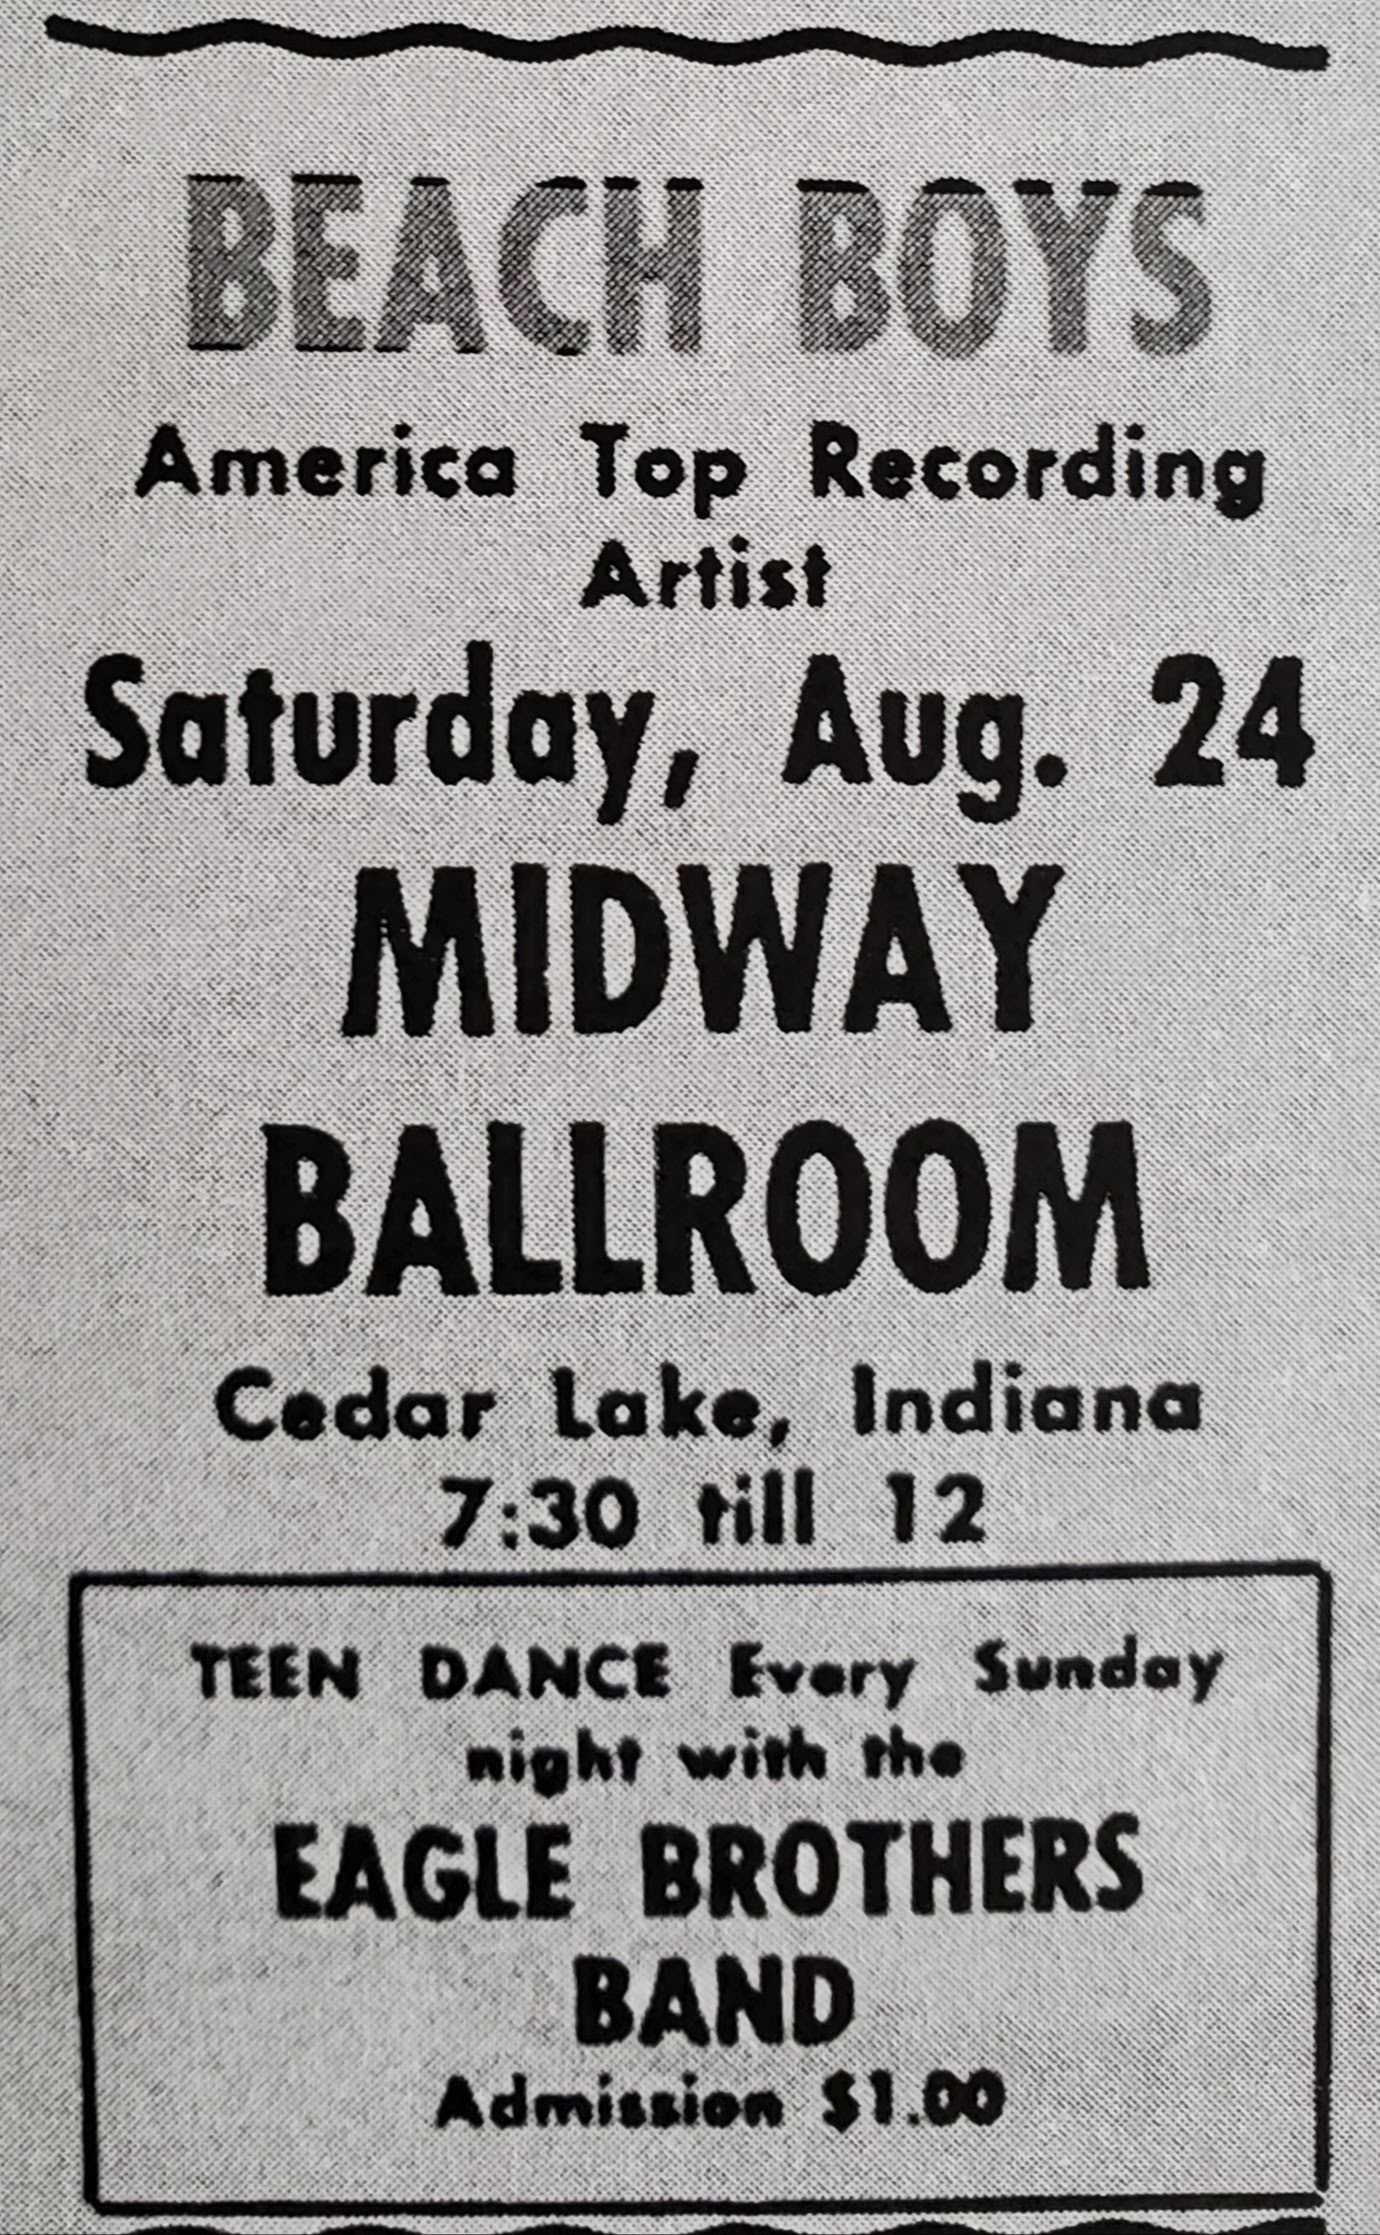 BEACH BOYS
America Top Recording
Artist
Saturday, Aug. 24
MIDWAY
BALLROOM
Cedar Lake, Indiana
7:30 till 12
TEEN DANCE Every Sunday
night with the
EAGLE BROTHERS
BAND
Admission $1.00